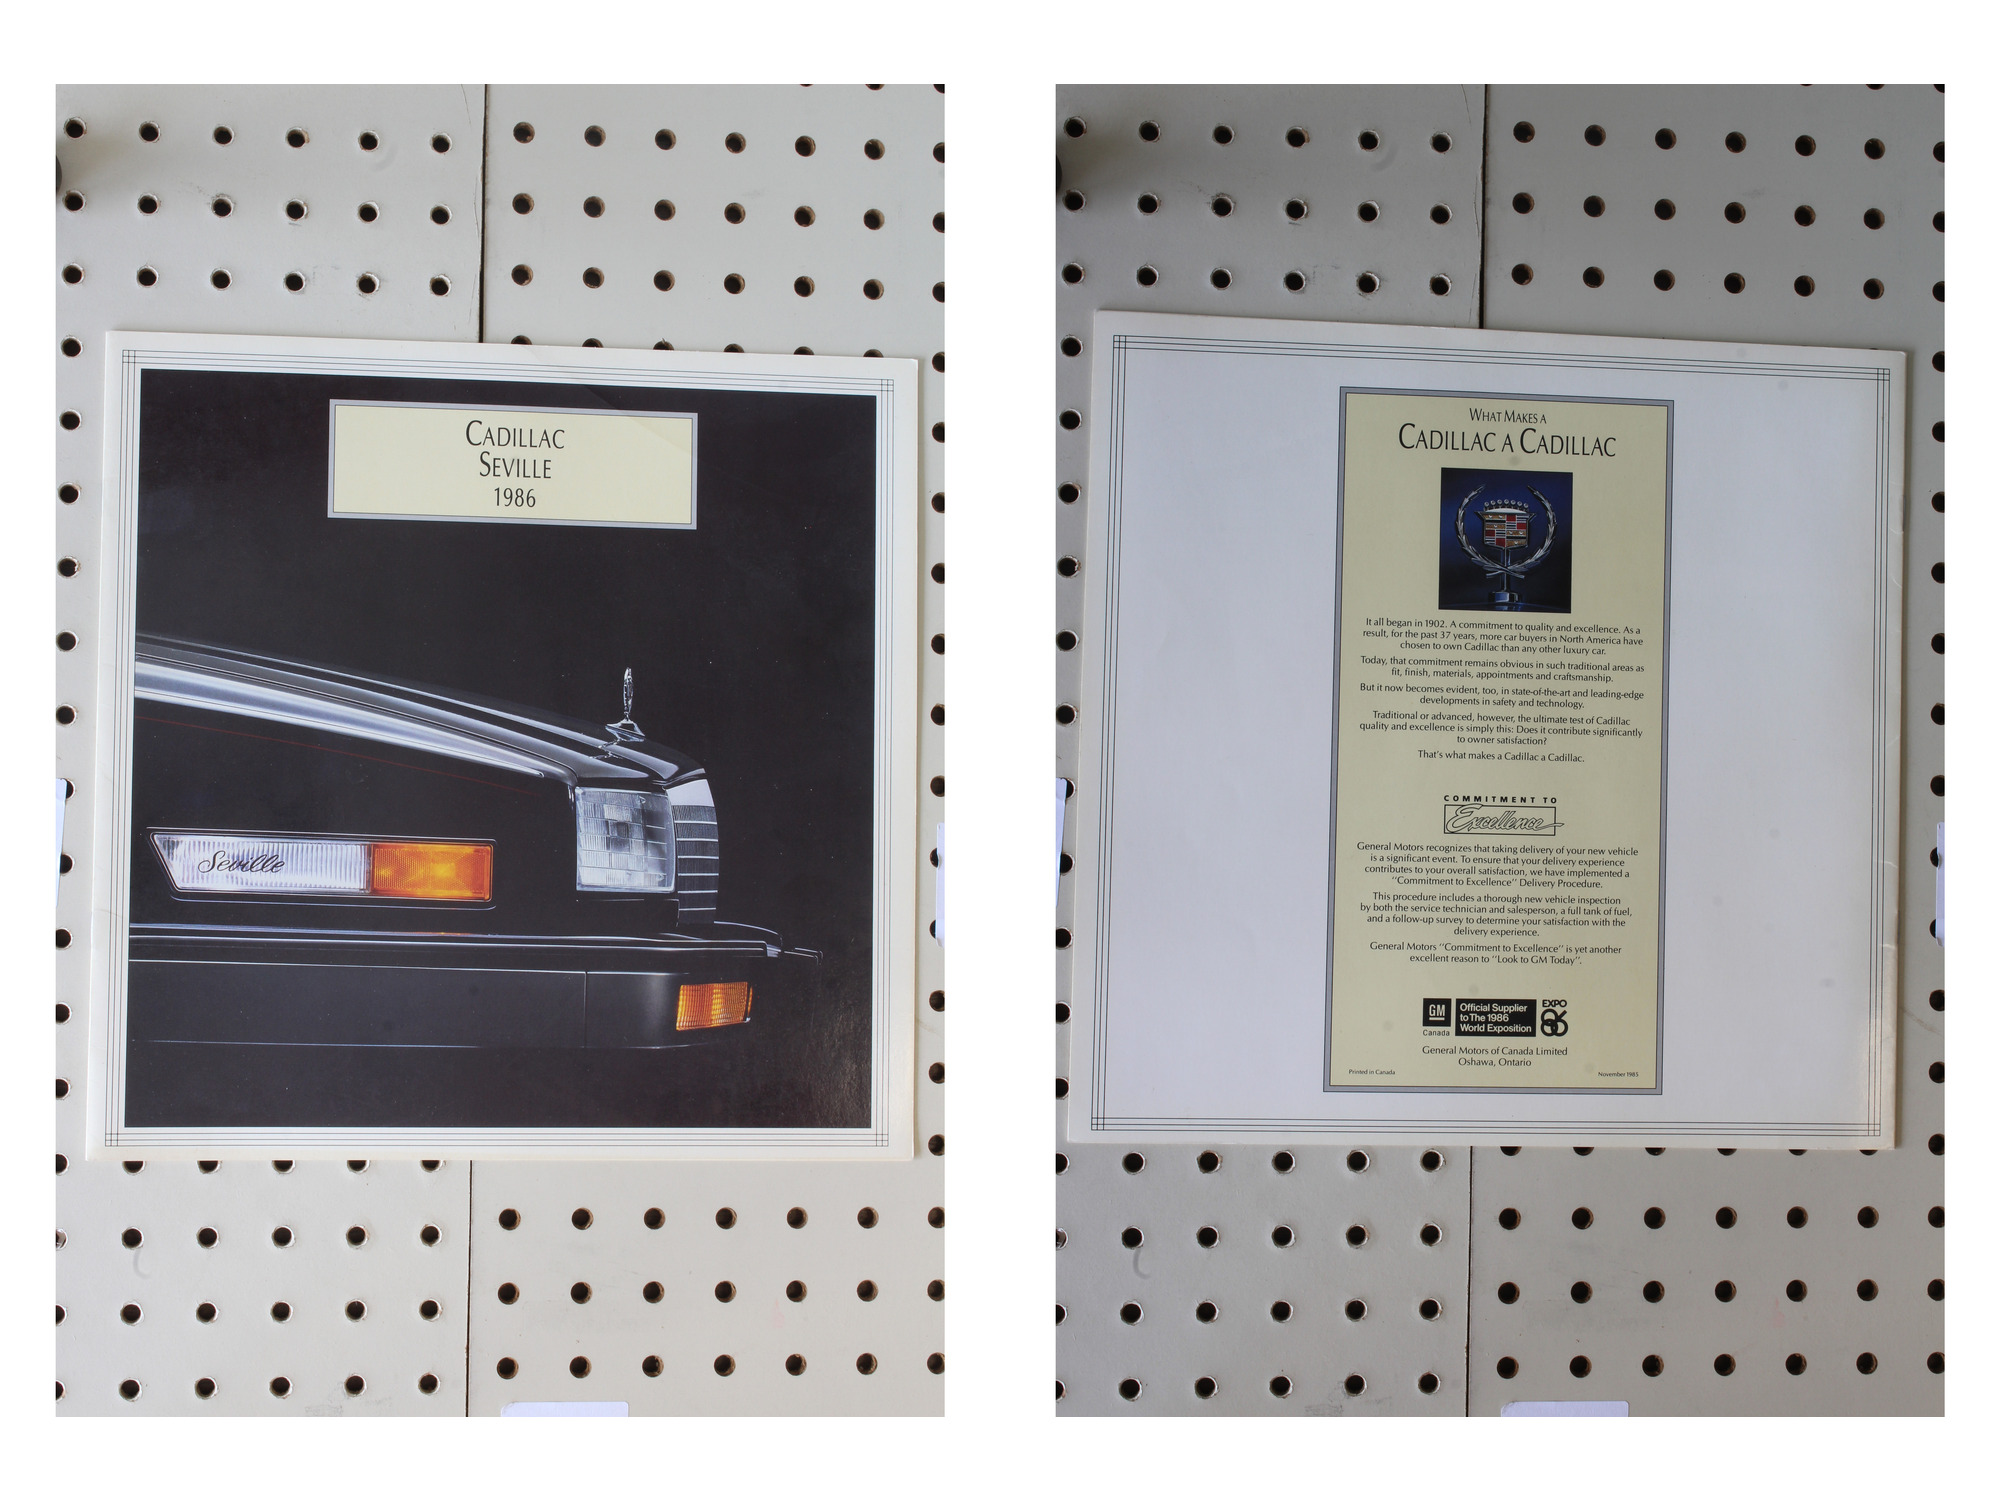 CADILLAC
SEVILLE
1986
Seville
WHAT MAKES A
CADILLAC A CADILLAC
It all began in 1902. A commitment to quality and excellence. As a
result, for the past 37 years, more car buyers in North America have
chosen to own Cadillac than any other luxury car.
Today, that commitment remains obvious in such traditional areas as
fit, finish, materials, appointments and craftsmanship.
But it now becomes evident, too, in state-of-the-art and leading-edge
developments in safety and technology.
Traditional or advanced, however, the ultimate test of Cadillac
quality and excellence is simply this: Does it contribute significantly
to owner satisfaction?
That's what makes a Cadillac a Cadillac.
COMMITMENT TO
Excellence
General Motors recognizes that taking delivery of your new vehicle
is a significant event. To ensure that your delivery experience
contributes to your overall satisfaction, we have implemented a
"Commitment to Excellence" Delivery Procedure.
This procedure includes a thorough new vehicle inspection
by both the service technician and salesperson, a full tank of fuel,
and a follow-up survey to determine your satisfaction with the
delivery experience.
General Motors "Commitment to Excellence" is yet another
excellent reason to "Look to GM Today".
GM
Canada
Official Supplier
to The 1986
World Exposition
EXPO
86
General Motors of Canada Limited
Oshawa, Ontario
Printed in Canada
November 1985